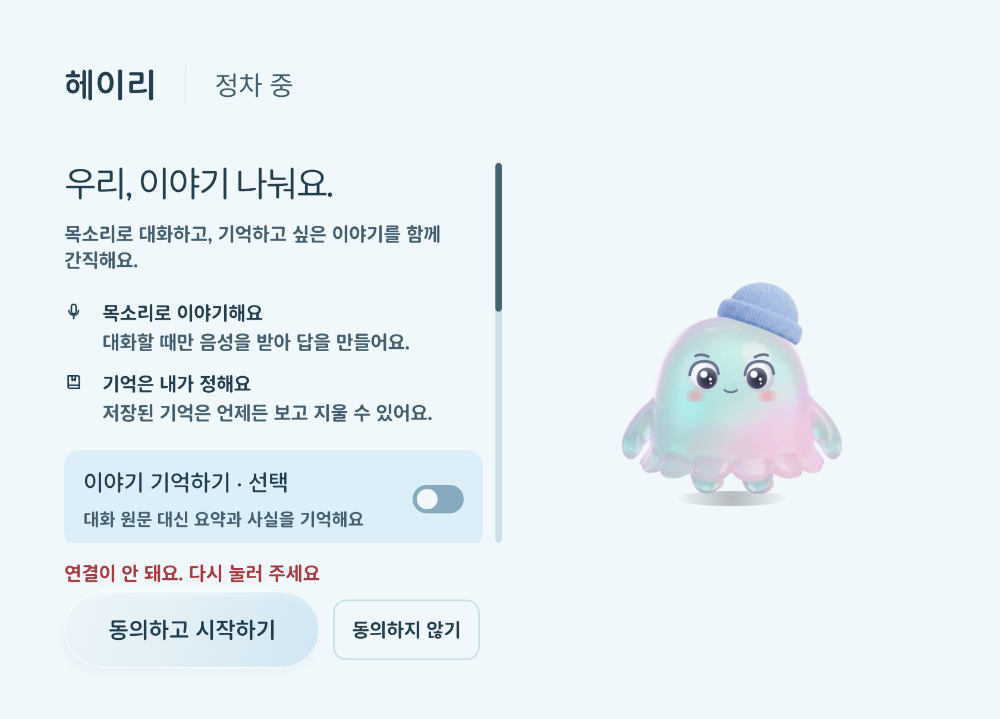 헤이리
정차 중
우리, 이야기 나눠요.
목소리로 대화하고, 기억하고 싶은 이야기를 함께
간직해요.
목소리로 이야기해요
대화할 때만 음성을 받아 답을 만들어요.
기억은 내가 정해요
저장된 기억은 언제든 보고 지울 수 있어요.
이야기 기억하기 · 선택
대화 원문 대신 요약과 사실을 기억해요
연결이 안 돼요. 다시 눌러 주세요
동의하고 시작하기
동의하지 않기